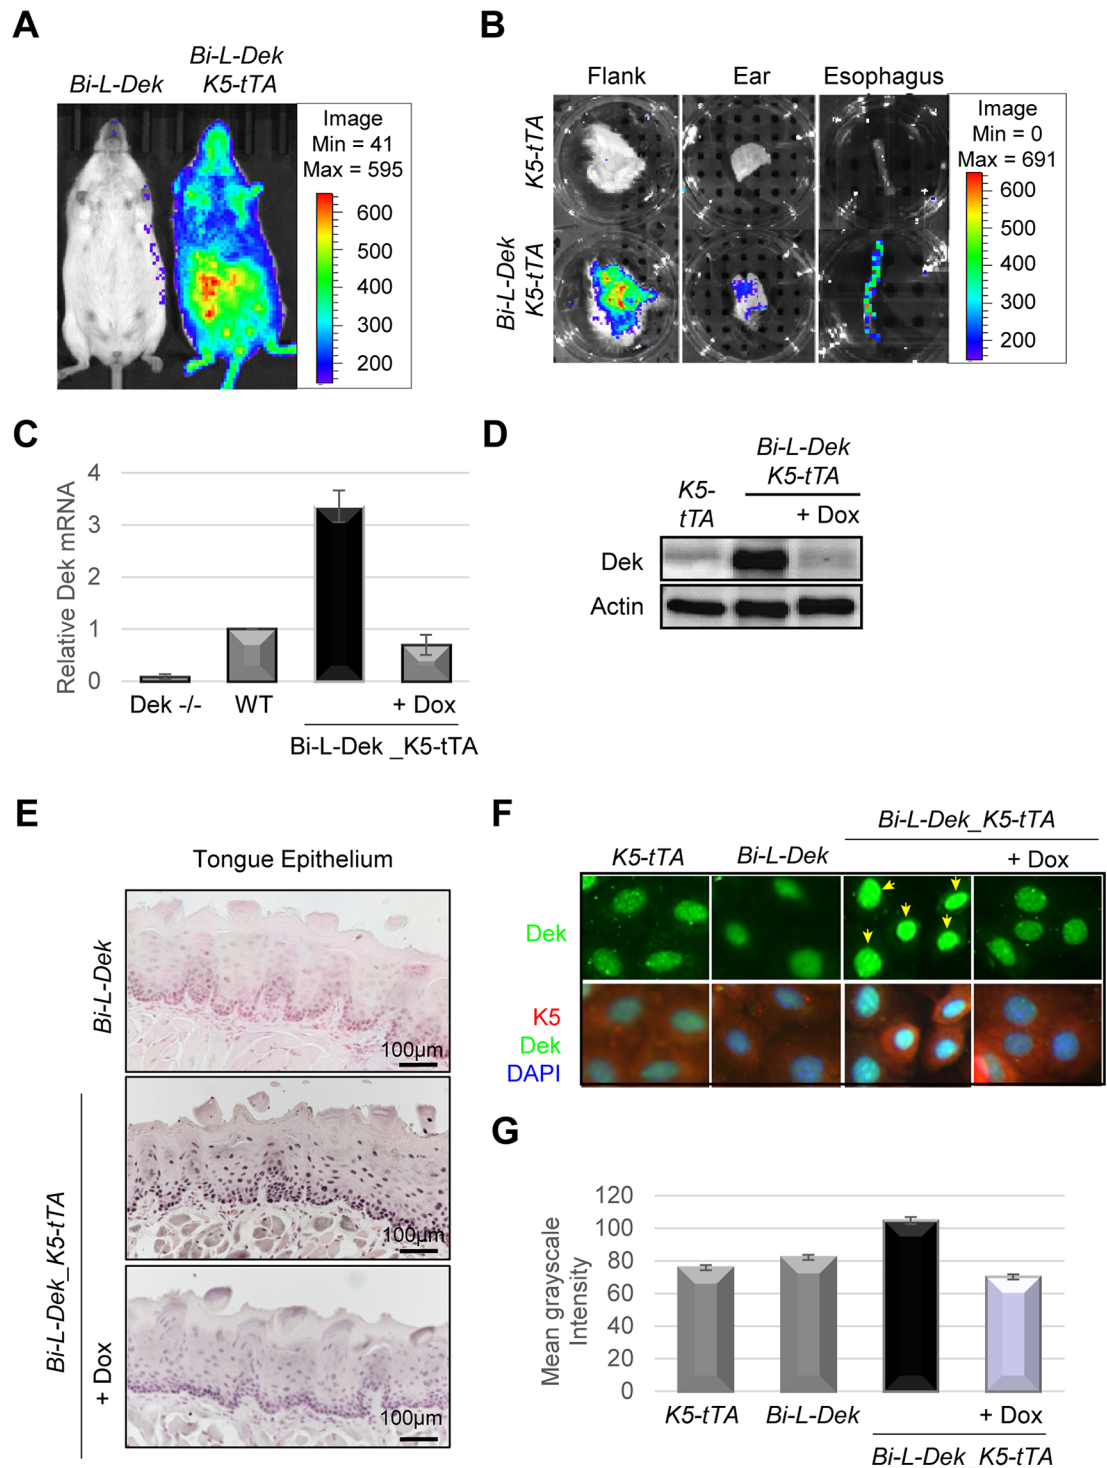 A
Bi-L-Dek
Bi-L-Dek
K5-tTA
Image
Min = 41
Max = 595
600
500
400
300
200
B
Flank
Ear
Esophagus
K5-tTA
Bi-L-Dek
K5-tTA
Image
Min = 0
Max = 691
600
500
400
300
200
C
Relative Dek mRNA
4
3
2
1
0
Dek -/-
WT
+ Dox
Bi-L-Dek _K5-tTA
D
K5-
tTA
Bi-L-Dek
K5-tTA
+ Dox
Dek
Actin
E
Tongue Epithelium
Bi-L-Dek
100µm
Bi-L-Dek_K5-tTA
100µm
+ Dox
100µm
F
K5-tTA
Bi-L-Dek
Bi-L-Dek_K5-tTA
+ Dox
Dek
K5
Dek
DAPI
G
Mean grayscale
Intensity
120
100
80
60
40
20
0
K5-tTA
Bi-L-Dek
+ Dox
Bi-L-Dek_K5-tTA